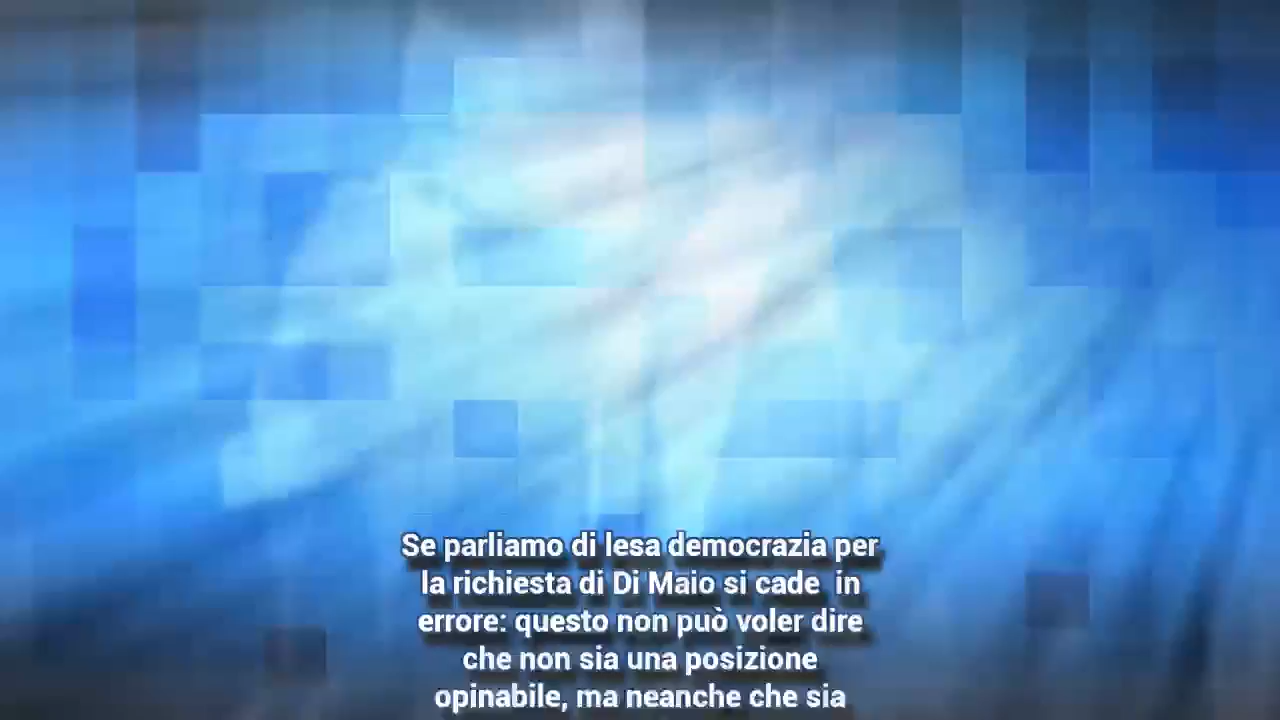 Se parliamo di lesa democrazia per
la richiesta di Di Maio si cade  in
errore: questo non può voler dire
che non sia una posizione
opinabile, ma neanche che sia